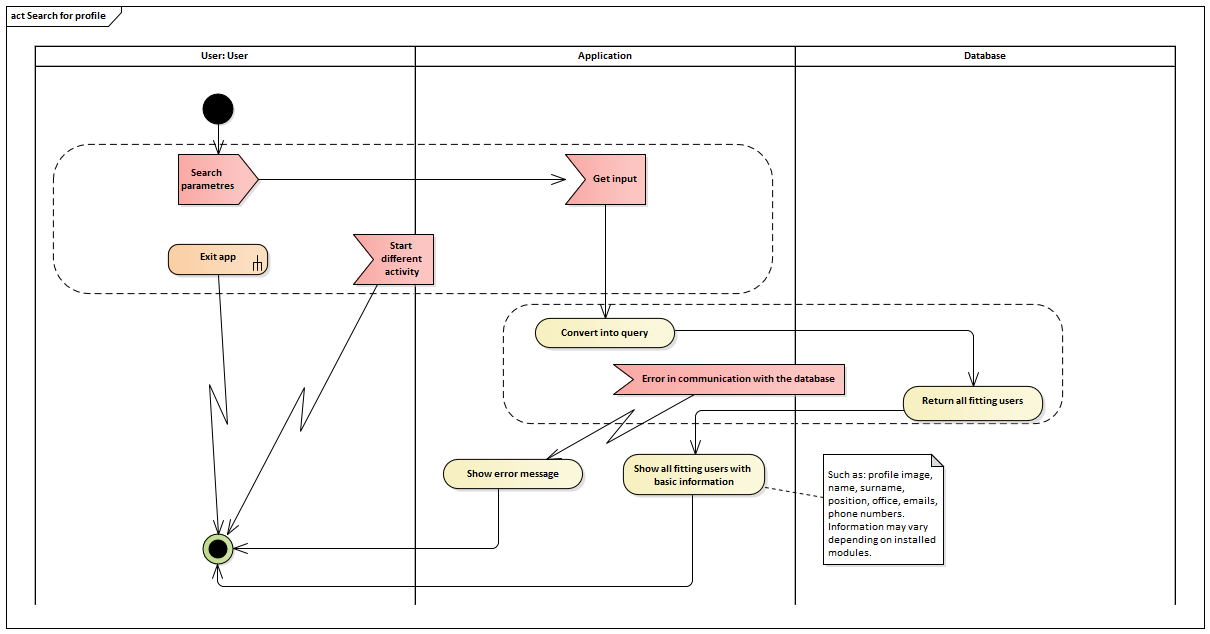 act Search for profile
User: User
Application
Database
Search
parametres
Get input
Exit app
Start
different
activity
Convert into query
Error in communication with the database
Return all fitting users
Show error message
Show all fitting users with
basic information
Such as: profile image,
name, surname,
position, office, emails,
phone numbers.
Information may vary
depending on installed
modules.